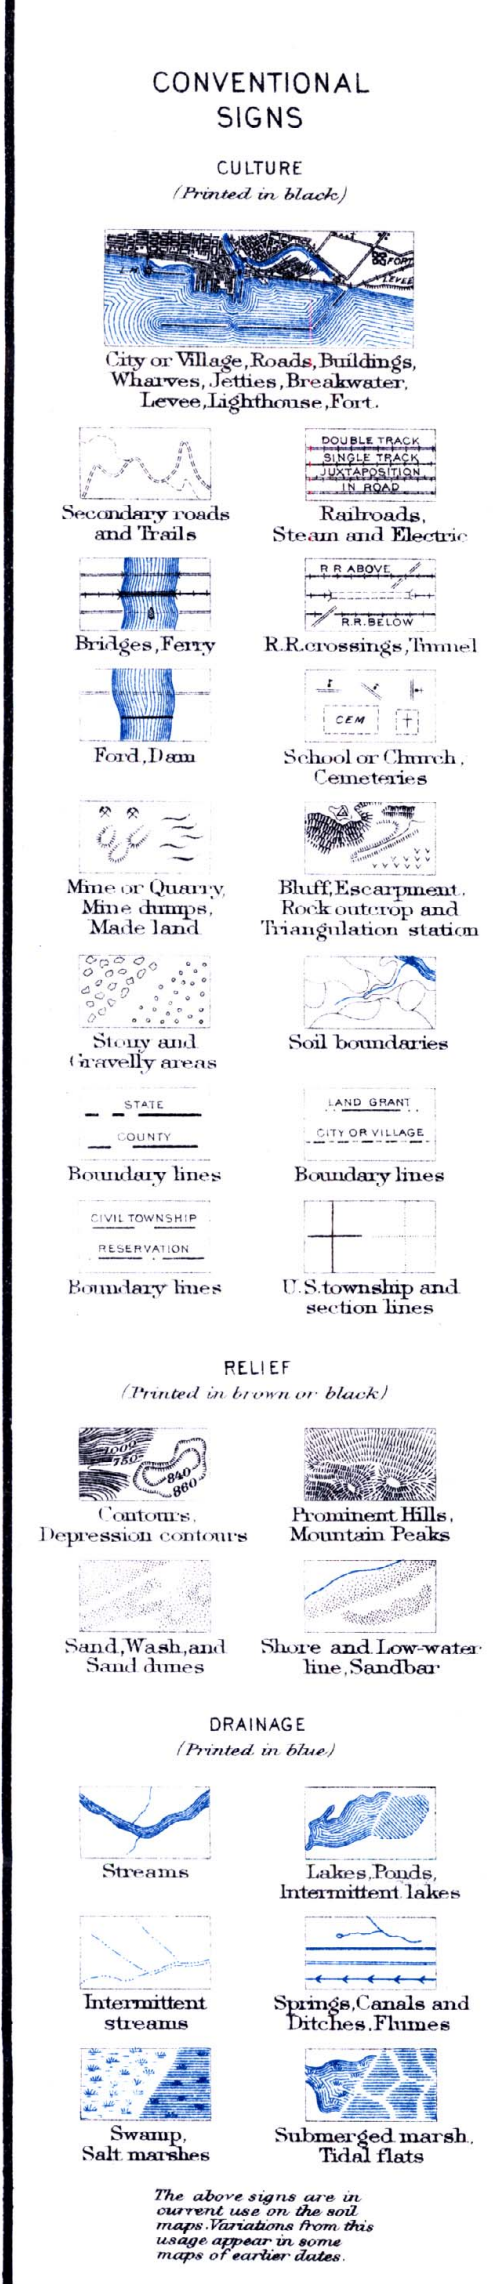 CONVENTIONAL
SIGNS
CULTURE
(Printed in black)
L.H.
FORT
LEVEE
City or Village, Roads, Buildings,
Wharves, Jetties, Breakwater,
Levee, Lighthouse, Fort.
Secondary roads
and Trails
DOUBLE TRACK
SINGLE TRACK
JUXTAPOSITION
IN ROAD
Railroads,
Steam and Electric
Bridges, Ferry
R R ABOVE
R.R. BELOW
R.R. crossings, Tunnel
Ford, Dam
CEM
School or Church,
Cemeteries
Mine or Quarry,
Mine dumps,
Made land
Bluff, Escarpment,
Rock outcrop and
Triangulation station
Stony and
Gravelly areas
Soil boundaries
STATE
COUNTY
Boundary lines
LAND GRANT
CITY OR VILLAGE
Boundary lines
CIVIL TOWNSHIP
RESERVATION
Boundary lines
U.S. township and
section lines
RELIEF
(Printed in brown or black)
1000
750
840
860
Contours,
Depression contours
Prominent Hills,
Mountain Peaks
Sand, Wash, and
Sand dunes
Shore and Low-water
line, Sandbar
DRAINAGE
(Printed in blue)
Streams
Lakes, Ponds,
Intermittent lakes
Intermittent
streams
Springs, Canals and
Ditches, Flumes
Swamp,
Salt marshes
Submerged marsh,
Tidal flats
The above signs are in
current use on the soil
maps. Variations from this
usage appear in some
maps of earlier dates.